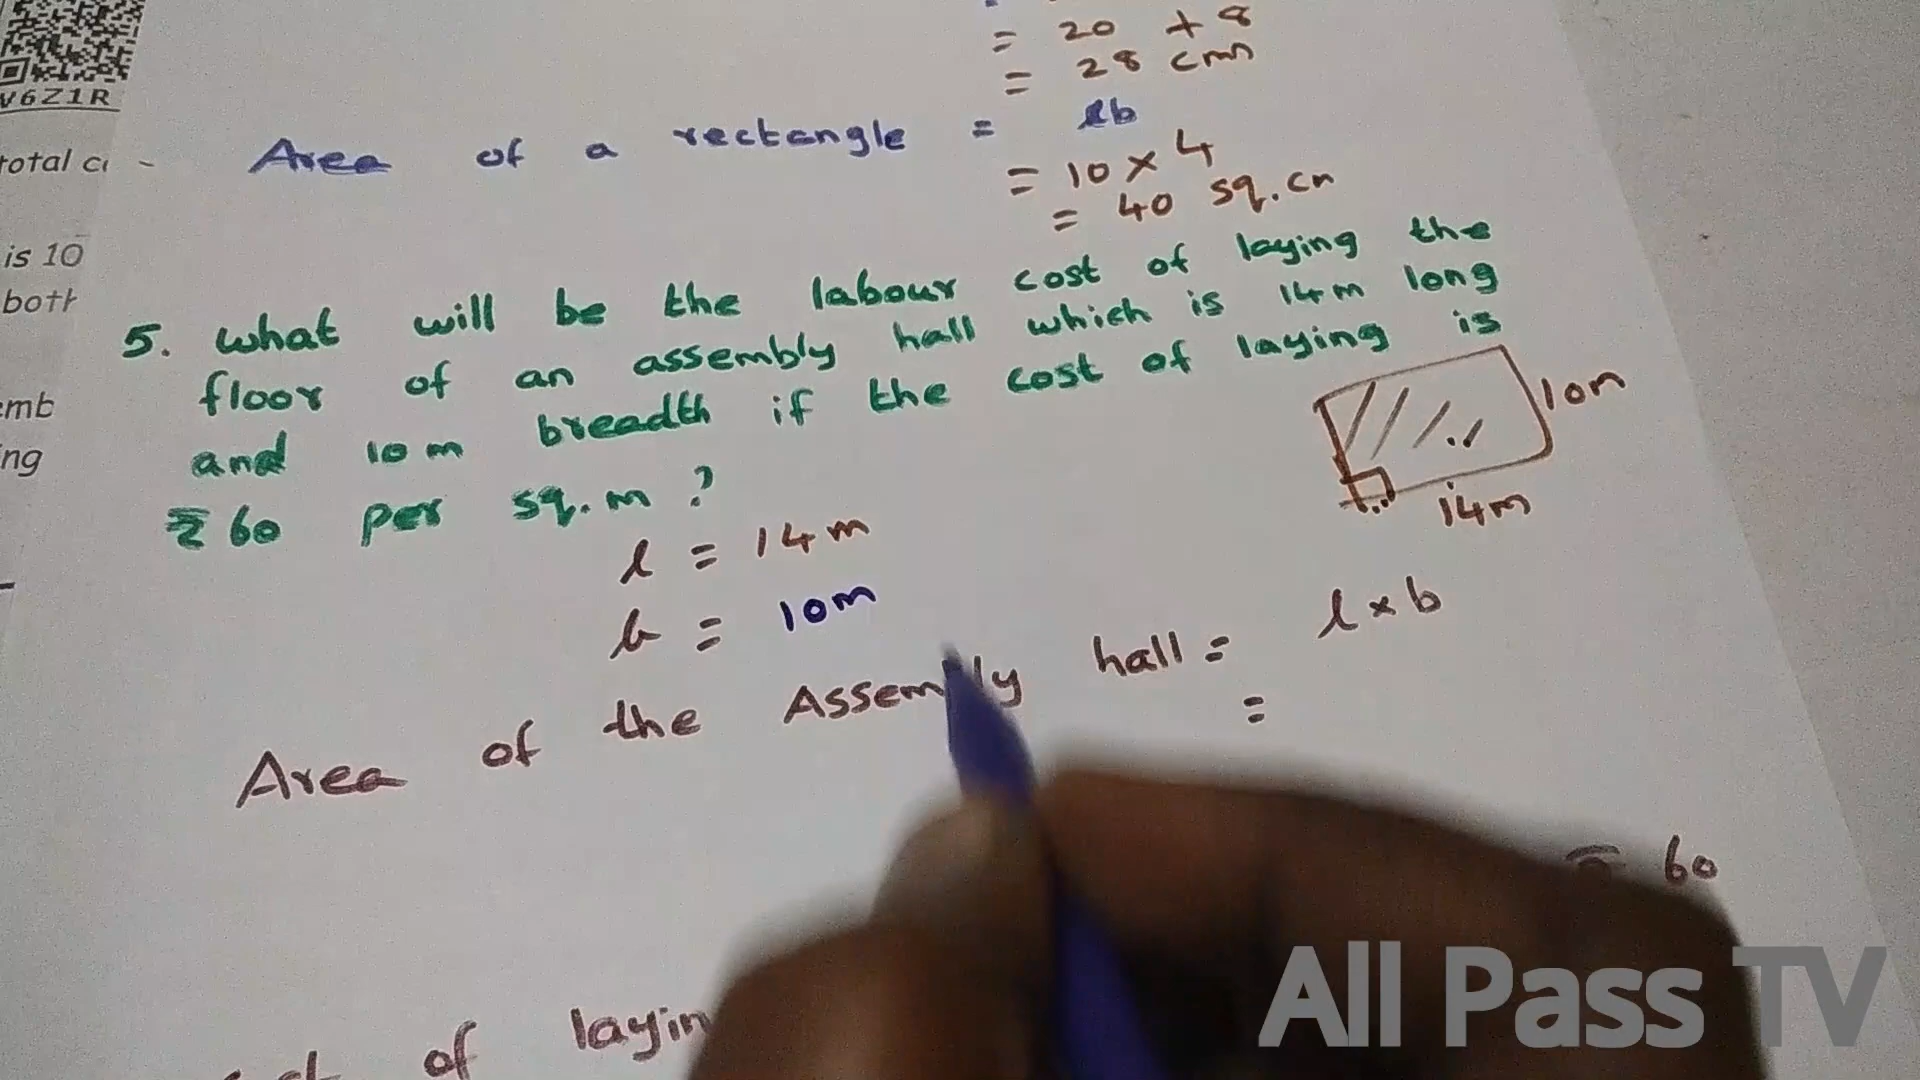 V6Z1R
= 20 + 8
= 28 cm
Area of a rectangle = lb
= 10 × 4
= 40 sq.cm
is 10
both
5. What will be the labour cost of laying the
floor of an assembly hall which is 14m long
and 10m breadth if the cost of laying is
₹ 60 per sq.m ?
10m
14m
l = 14m
b = 10m
Area of the Assembly hall = l × b
=
60
of
All Pass TV